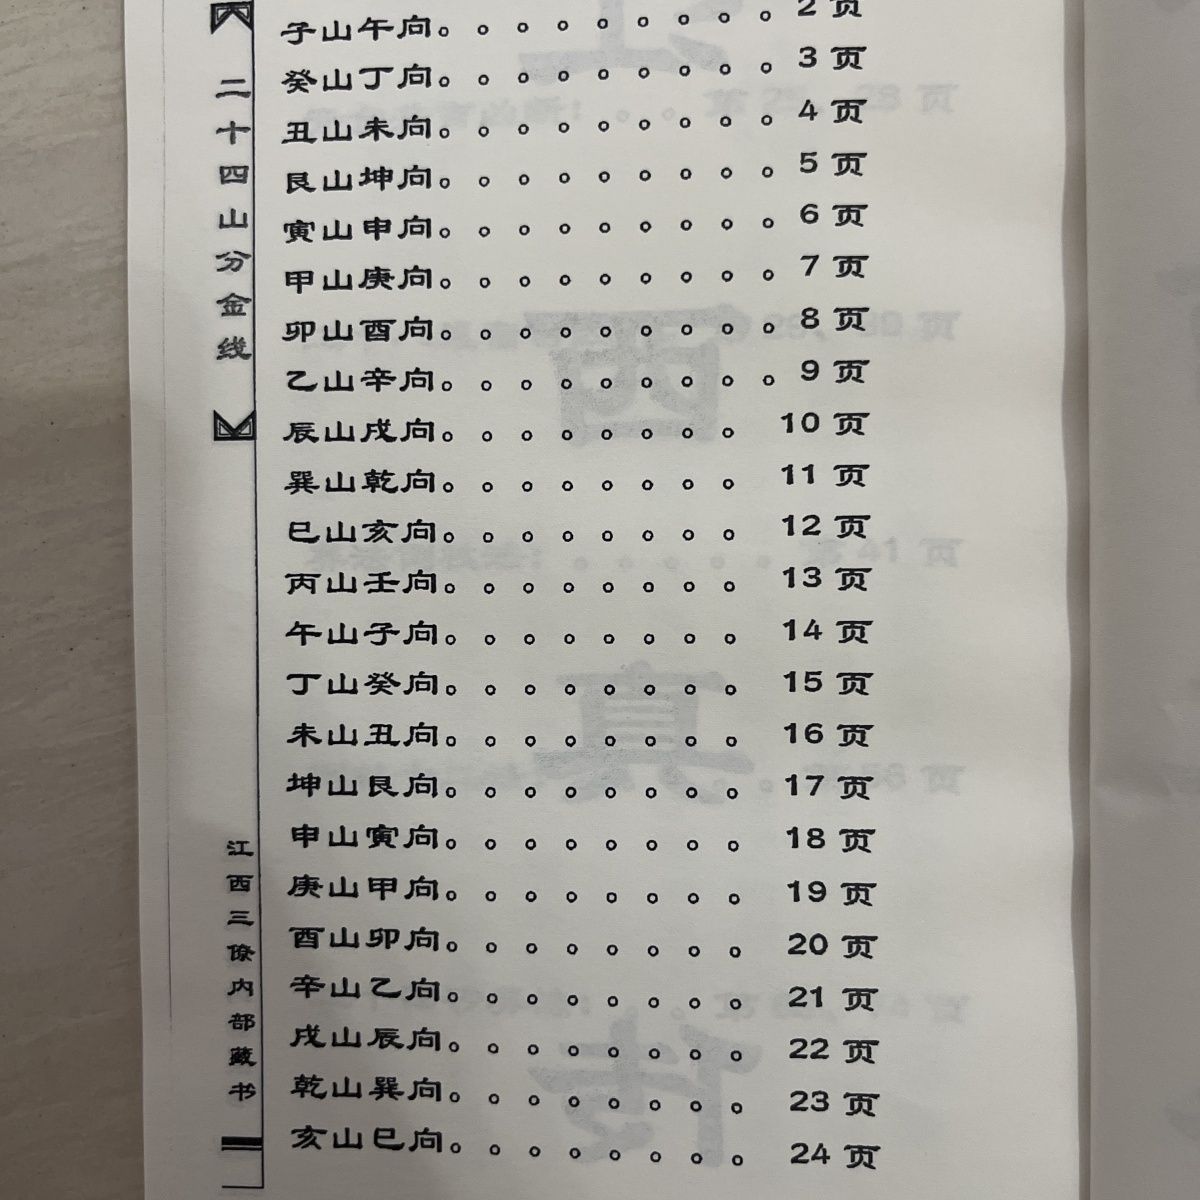 二十四山分金线
江西三僚内部藏书
子山午向。。。。。。。。。2页
癸山丁向。。。。。。。。。3页
丑山未向。。。。。。。。。4页
艮山坤向。。。。。。。。。5页
寅山申向。。。。。。。。。6页
甲山庚向。。。。。。。。。7页
卯山酉向。。。。。。。。。8页
乙山辛向。。。。。。。。。9页
辰山戌向。。。。。。。。10页
巽山乾向。。。。。。。。11页
巳山亥向。。。。。。。。12页
丙山壬向。。。。。。。。13页
午山子向。。。。。。。。14页
丁山癸向。。。。。。。。15页
未山丑向。。。。。。。。16页
坤山艮向。。。。。。。。17页
申山寅向。。。。。。。。18页
庚山甲向。。。。。。。。19页
酉山卯向。。。。。。。。20页
辛山乙向。。。。。。。。21页
戌山辰向。。。。。。。。22页
乾山巽向。。。。。。。。23页
亥山巳向。。。。。。。。24页